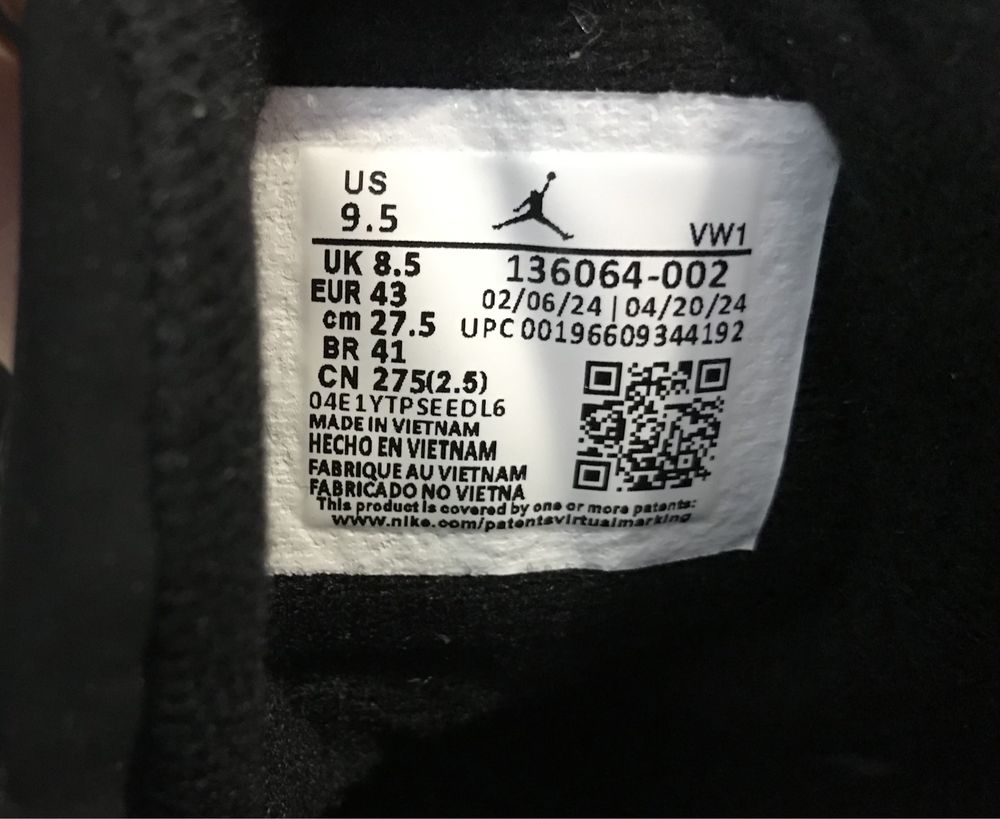 US
9.5
VW1
UK 8.5
136064-002
EUR 43
02/06/24 | 04/20/24
cm 27.5
UPC 00196609344192
BR 41
CN 275(2.5)
04E1YTPSEEDL6
MADE IN VIETNAM
HECHO EN VIETNAM
FABRIQUE AU VIETNAM
FABRICADO NO VIETNA
This product is covered by one or more patents:
www.nike.com/patentsvirtualmarking